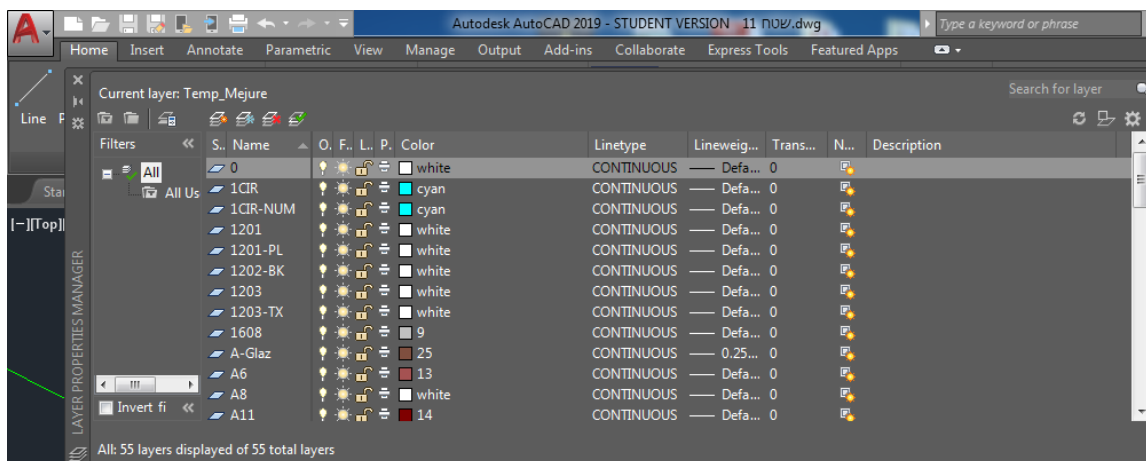 Autodesk AutoCAD 2019 - STUDENT VERSION 11 שטח.dwg
Type a keyword or phrase
Home Insert Annotate Parametric View Manage Output Add-ins Collaborate Express Tools Featured Apps
Current layer: Temp_Mejure
Search for layer
Line P
Filters
S.. Name O. F.. L.. P.. Color Linetype Lineweig... Trans... N... Description
All
All Us
Sta
[−][Top]
LAYER PROPERTIES MANAGER
0 white CONTINUOUS Defa... 0
1CIR cyan CONTINUOUS Defa... 0
1CIR-NUM cyan CONTINUOUS Defa... 0
1201 white CONTINUOUS Defa... 0
1201-PL white CONTINUOUS Defa... 0
1202-BK white CONTINUOUS Defa... 0
1203 white CONTINUOUS Defa... 0
1203-TX white CONTINUOUS Defa... 0
1608 9 CONTINUOUS Defa... 0
A-Glaz 25 CONTINUOUS 0.25... 0
A6 13 CONTINUOUS Defa... 0
A8 white CONTINUOUS Defa... 0
A11 14 CONTINUOUS Defa... 0
Invert fi
All: 55 layers displayed of 55 total layers